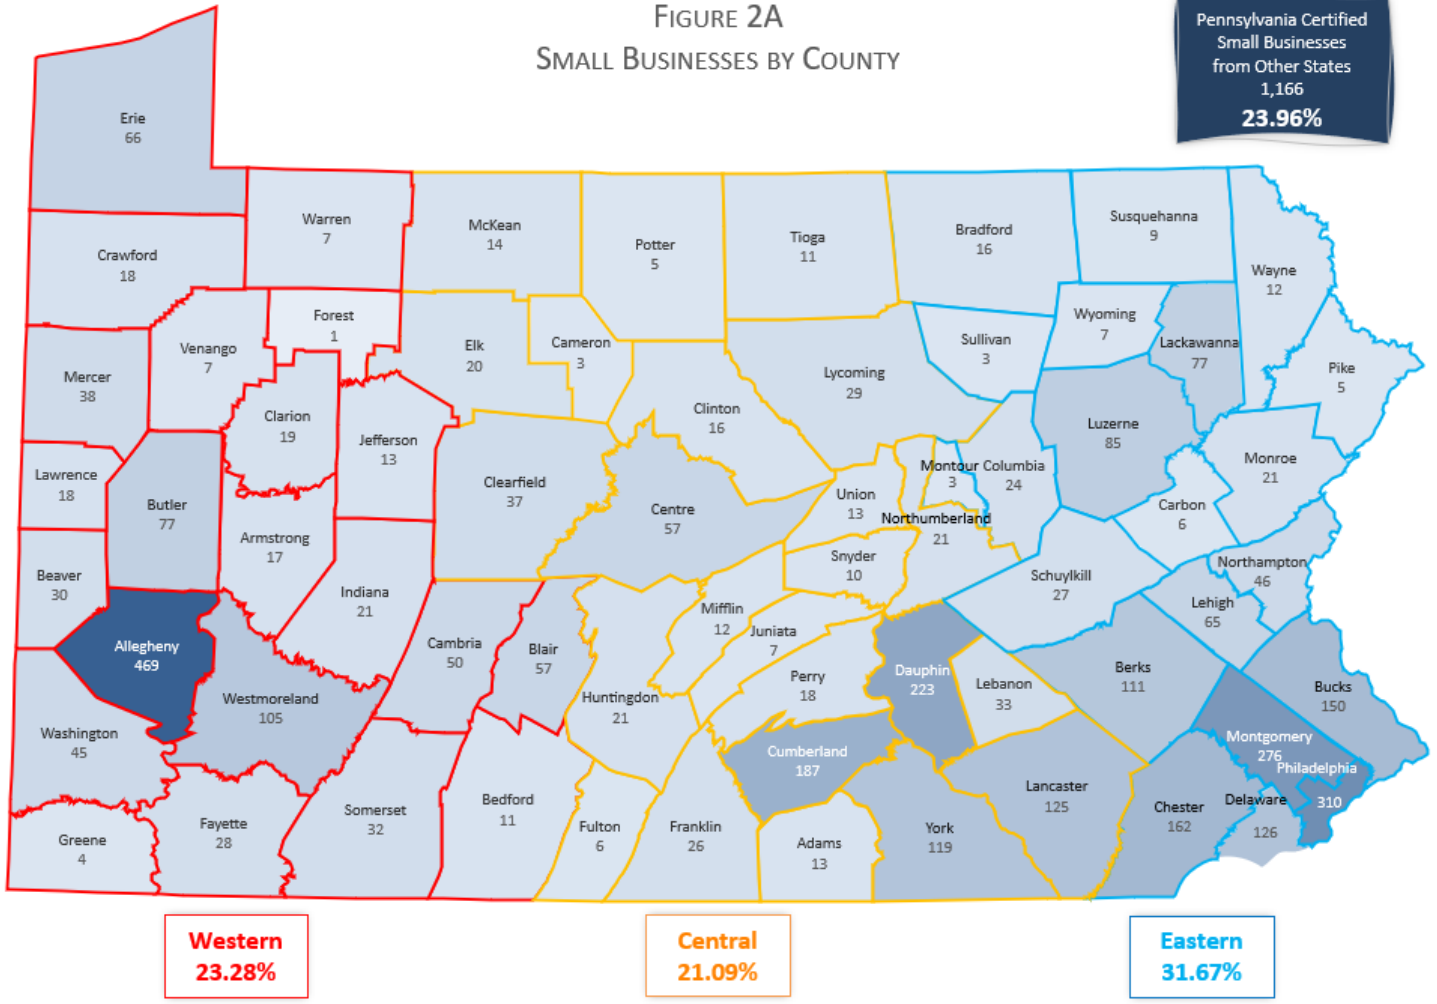 FIGURE 2A
SMALL BUSINESSES BY COUNTY
Pennsylvania Certified
Small Businesses
from Other States
1,166
23.96%
Erie
66
Warren
7
McKean
14
Potter
5
Tioga
11
Bradford
16
Susquehanna
9
Wayne
12
Crawford
18
Forest
1
Venango
7
Elk
20
Cameron
3
Sullivan
3
Wyoming
7
Lackawanna
77
Pike
5
Mercer
38
Clarion
19
Jefferson
13
Clinton
16
Lycoming
29
Luzerne
85
Monroe
21
Lawrence
18
Butler
77
Armstrong
17
Clearfield
37
Centre
57
Union
13
Montour
3
Columbia
24
Northumberland
21
Carbon
6
Beaver
30
Indiana
21
Snyder
10
Schuylkill
27
Northampton
46
Lehigh
65
Allegheny
469
Westmoreland
105
Cambria
50
Blair
57
Huntingdon
21
Mifflin
12
Juniata
7
Perry
18
Dauphin
223
Lebanon
33
Berks
111
Bucks
150
Washington
45
Cumberland
187
Montgomery
276
Philadelphia
310
Greene
4
Fayette
28
Somerset
32
Bedford
11
Fulton
6
Franklin
26
Adams
13
York
119
Lancaster
125
Chester
162
Delaware
126
Western
23.28%
Central
21.09%
Eastern
31.67%